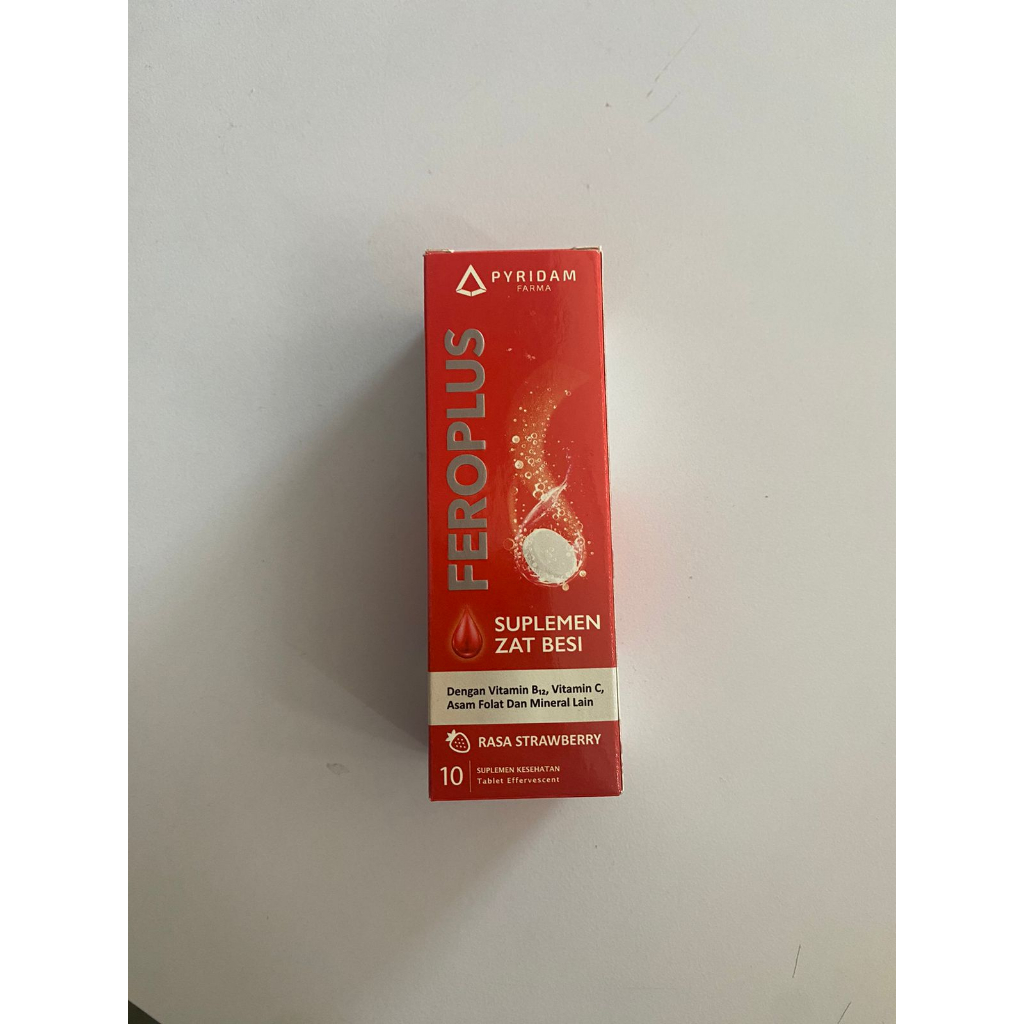 PYRIDAM
FARMA
FEROPLUS
SUPLEMEN
ZAT BESI
Dengan Vitamin B₁₂, Vitamin C,
Asam Folat Dan Mineral Lain
RASA STRAWBERRY
10
SUPLEMEN KESEHATAN
Tablet Effervescent